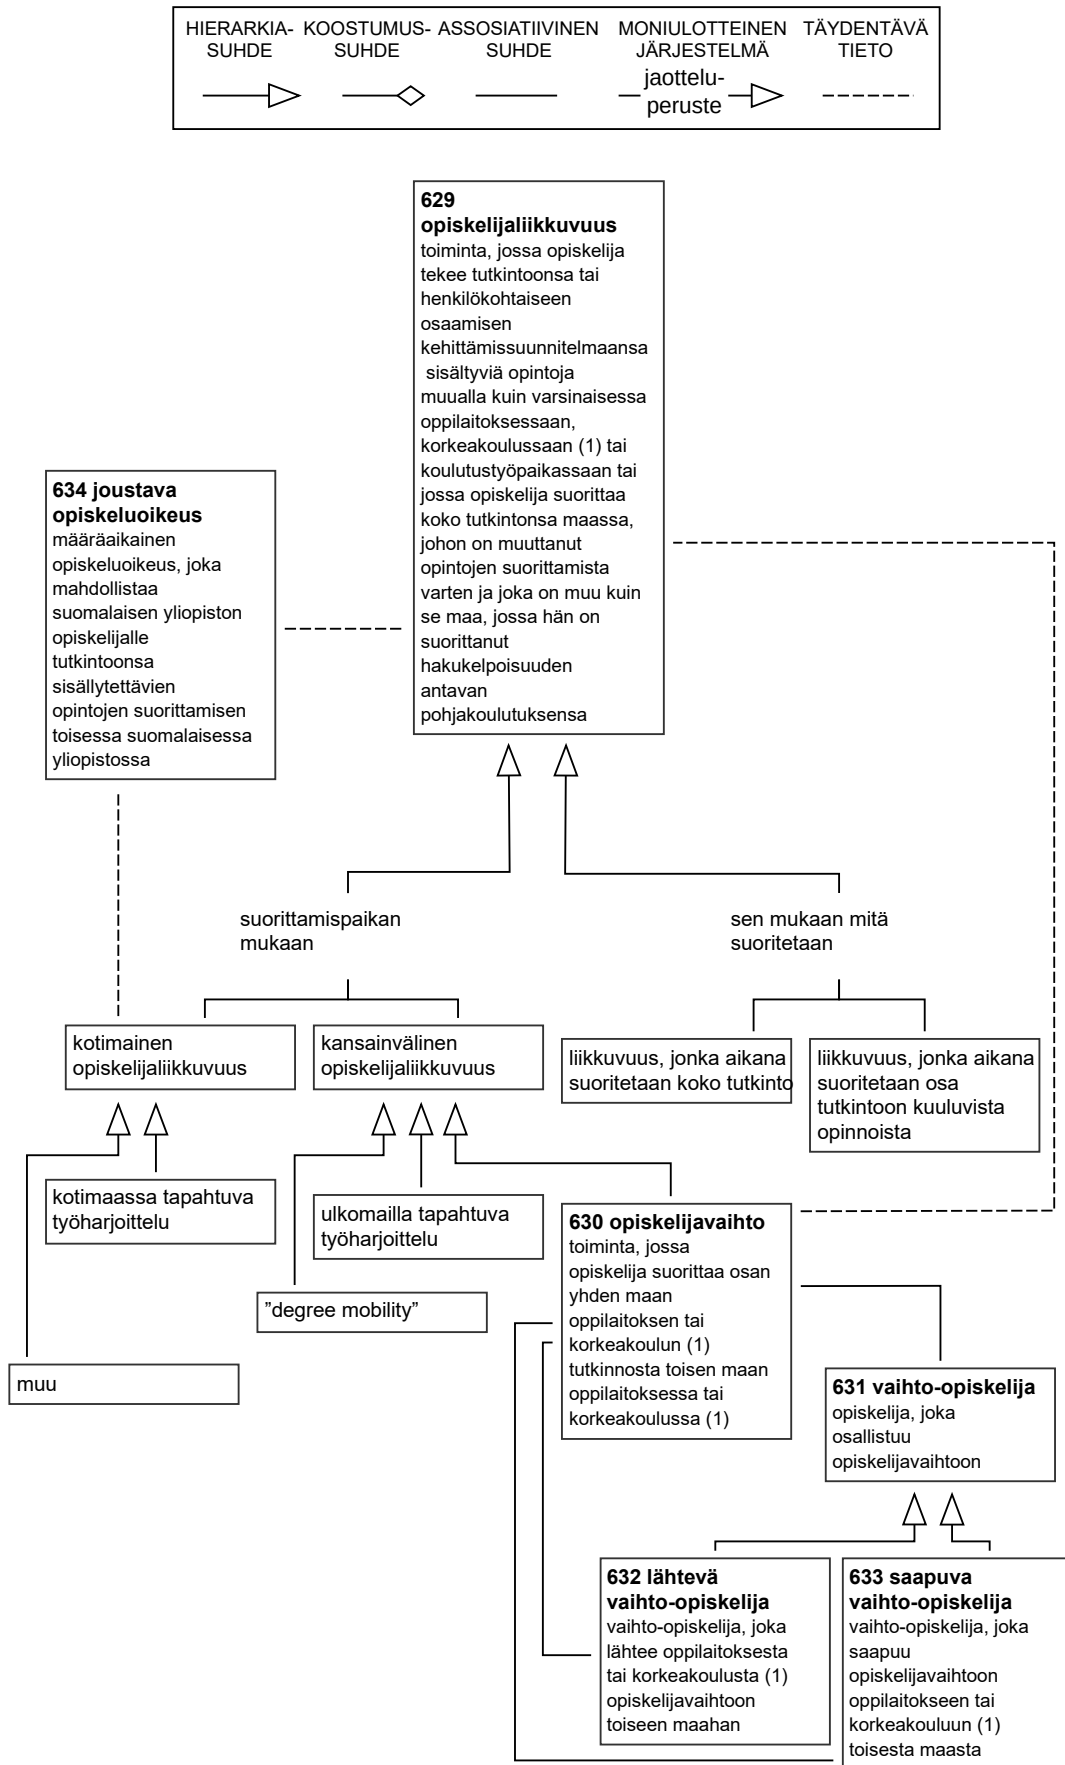 HIERARKIA-
SUHDE
KOOSTUMUS-
SUHDE
ASSOSIATIIVINEN
SUHDE
MONIULOTTEINEN
JÄRJESTELMÄ
jaottelu-
peruste
TÄYDENTÄVÄ
TIETO
629
opiskelijaliikkuvuus
toiminta, jossa opiskelija
tekee tutkintoonsa tai
henkilökohtaiseen
osaamisen
kehittämissuunnitelmaansa
sisältyviä opintoja
muualla kuin varsinaisessa
oppilaitoksessaan,
korkeakoulussaan (1) tai
koulutustyöpaikassaan tai
jossa opiskelija suorittaa
koko tutkintonsa maassa,
johon on muuttanut
opintojen suorittamista
varten ja joka on muu kuin
se maa, jossa hän on
suorittanut
hakukelpoisuuden
antavan
pohjakoulutuksensa
634 joustava
opiskeluoikeus
määräaikainen
opiskeluoikeus, joka
mahdollistaa
suomalaisen yliopiston
opiskelijalle
tutkintoonsa
sisällytettävien
opintojen suorittamisen
toisessa suomalaisessa
yliopistossa
suorittamispaikan
mukaan
sen mukaan mitä
suoritetaan
kotimainen
opiskelijaliikkuvuus
kansainvälinen
opiskelijaliikkuvuus
liikkuvuus, jonka aikana
suoritetaan koko tutkinto
liikkuvuus, jonka aikana
suoritetaan osa
tutkintoon kuuluvista
opinnoista
kotimaassa tapahtuva
työharjoittelu
ulkomailla tapahtuva
työharjoittelu
630 opiskelijavaihto
toiminta, jossa
opiskelija suorittaa osan
yhden maan
oppilaitoksen tai
korkeakoulun (1)
tutkinnosta toisen maan
oppilaitoksessa tai
korkeakoulussa (1)
"degree mobility"
muu
631 vaihto-opiskelija
opiskelija, joka
osallistuu
opiskelijavaihtoon
632 lähtevä
vaihto-opiskelija
vaihto-opiskelija, joka
lähtee oppilaitoksesta
tai korkeakoulusta (1)
opiskelijavaihtoon
toiseen maahan
633 saapuva
vaihto-opiskelija
vaihto-opiskelija, joka
saapuu
opiskelijavaihtoon
oppilaitokseen tai
korkeakouluun (1)
toisesta maasta